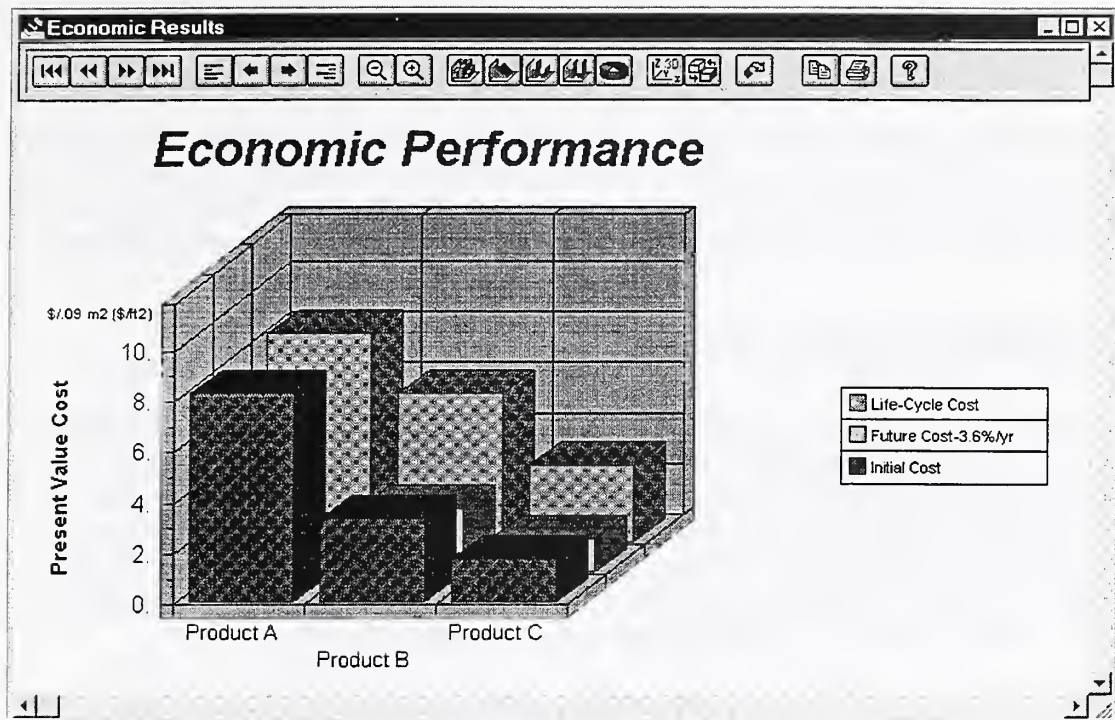 Economic Results
Economic Performance
$/.09 m2 ($/ft2)
10.
8.
6.
4.
2.
0.
Present Value Cost
Product A
Product B
Product C
Life-Cycle Cost
Future Cost-3.6%/yr
Initial Cost